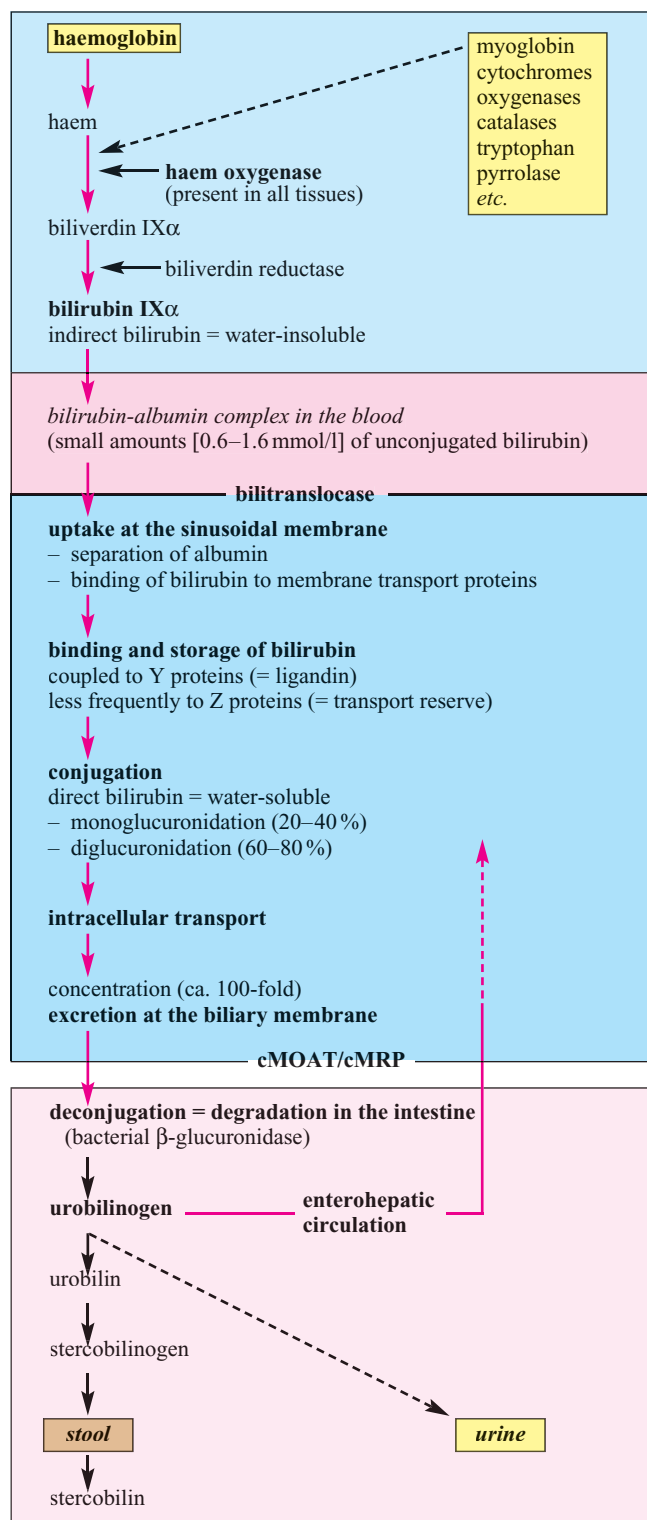 haemoglobin
myoglobin
cytochromes
oxygenases
catalases
tryptophan
pyrrolase
etc.
haem
haem oxygenase
(present in all tissues)
biliverdin IXα
biliverdin reductase
bilirubin IXα
indirect bilirubin = water-insoluble
bilirubin-albumin complex in the blood
(small amounts [0.6–1.6 mmol/l] of unconjugated bilirubin)
bilitranslocase
uptake at the sinusoidal membrane
– separation of albumin
– binding of bilirubin to membrane transport proteins
binding and storage of bilirubin
coupled to Y proteins (= ligandin)
less frequently to Z proteins (= transport reserve)
conjugation
direct bilirubin = water-soluble
– monoglucuronidation (20–40 %)
– diglucuronidation (60–80 %)
intracellular transport
concentration (ca. 100-fold)
excretion at the biliary membrane
cMOAT/cMRP
deconjugation = degradation in the intestine
(bacterial β-glucuronidase)
urobilinogen
enterohepatic
circulation
urobilin
stercobilinogen
stool
urine
stercobilin